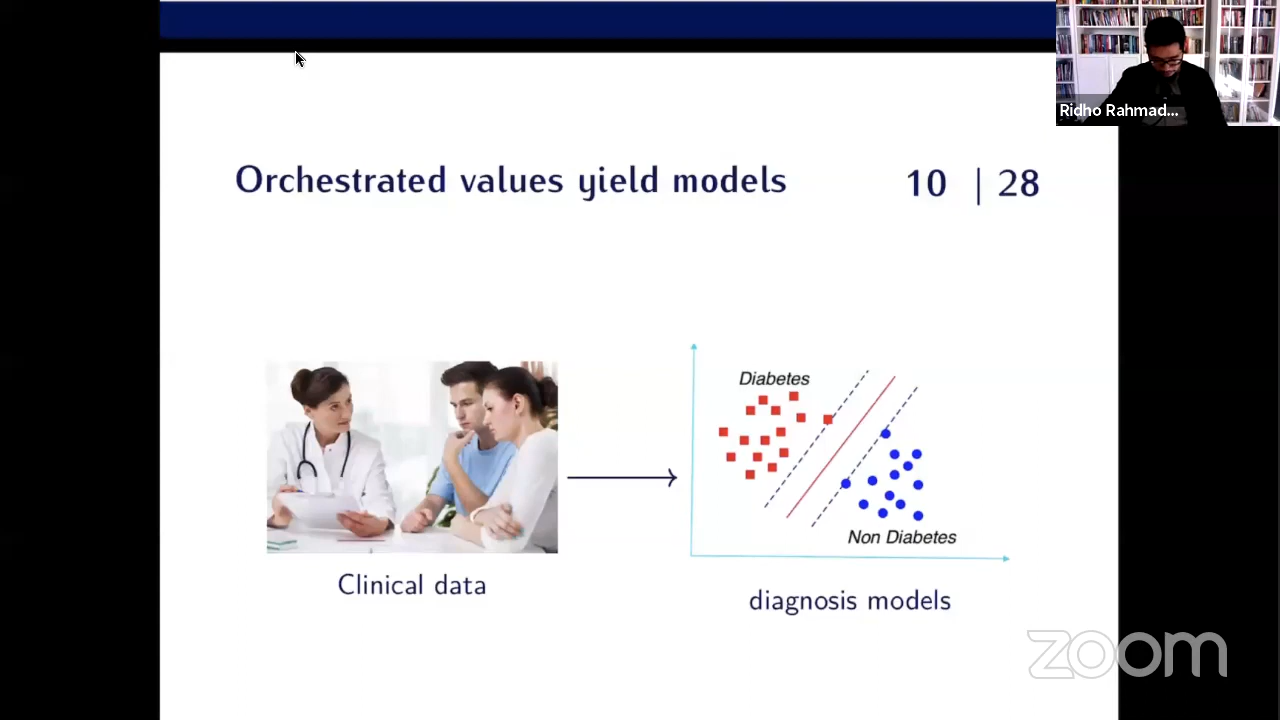 Ridho Rahmad...
Orchestrated values yield models
10 | 28
Diabetes
Non Diabetes
Clinical data
diagnosis models
zoom